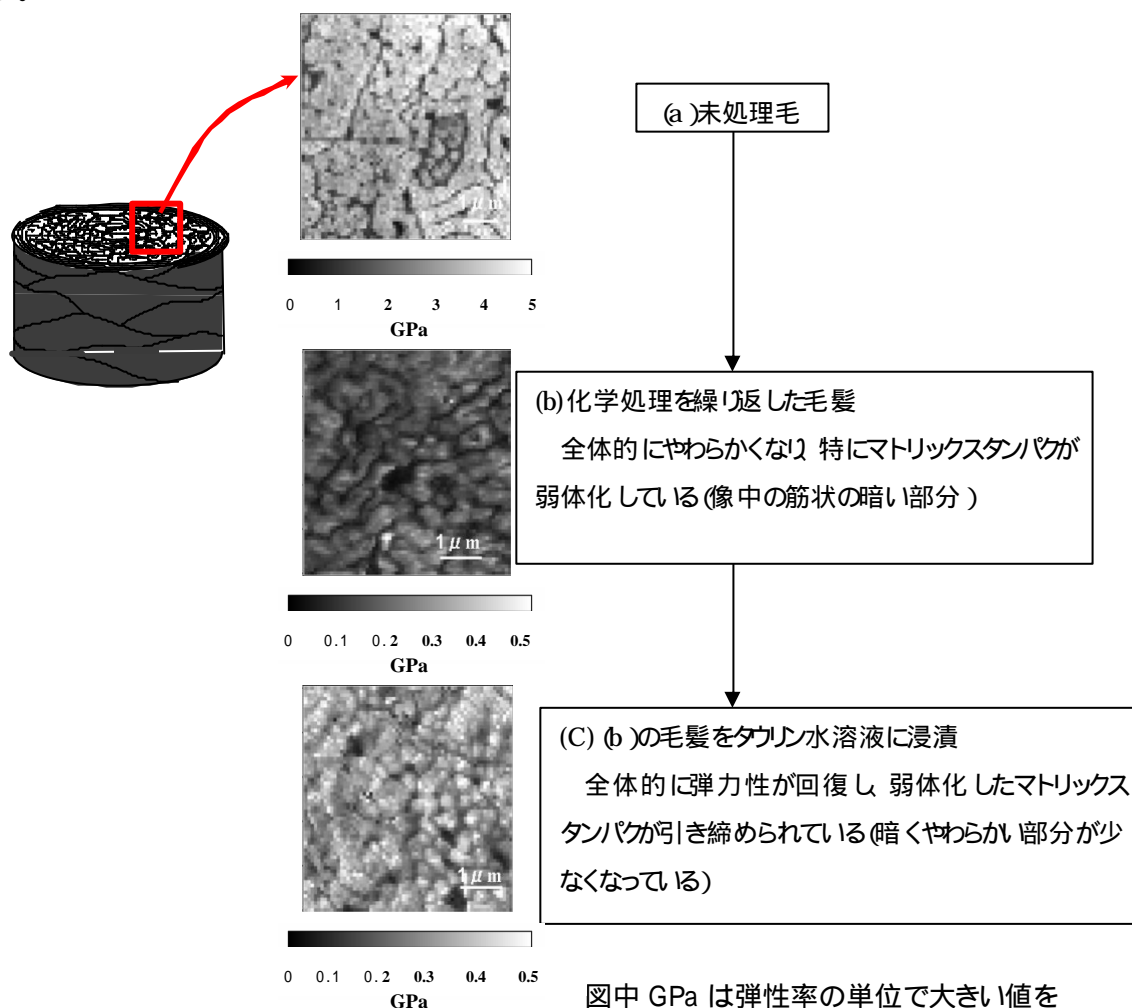 (a)未処理毛
1μm
0 1 2 3 4 5
GPa
(b)化学処理を繰り返した毛髪
全体的にやわらかくなり、特にマトリックスタンパクが
弱体化している(像中の筋状の暗い部分)
1μm
0 0.1 0.2 0.3 0.4 0.5
GPa
(C)(b)の毛髪をタウリン水溶液に浸漬
全体的に弾力性が回復し、弱体化したマトリックス
タンパクが引き締められている(暗くやわらかい部分が少
なくなっている)
1μm
0 0.1 0.2 0.3 0.4 0.5
GPa
図中 GPa は弾性率の単位で大きい値を